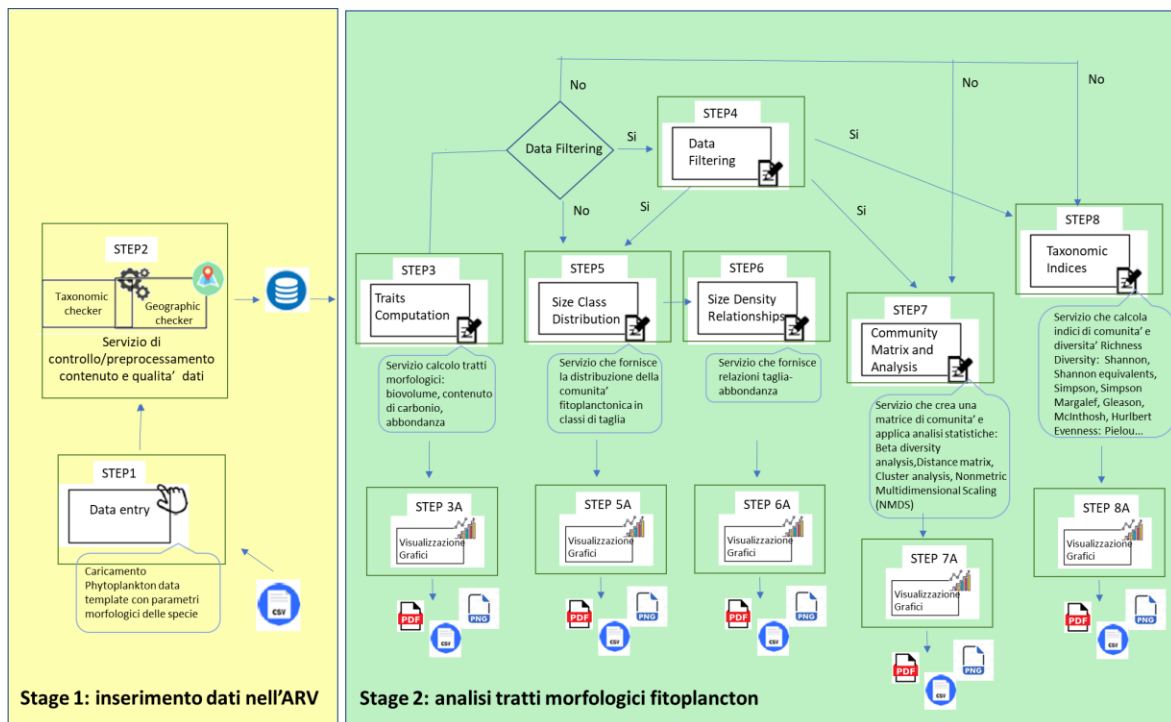 STEP2
Taxonomic
checker
Geographic
checker
Servizio di
controllo/preprocessamento
contenuto e qualita' dati
STEP1
Data entry
Caricamento
Phytoplankton data
template con parametri
morfologici delle specie
CSV
Stage 1: inserimento dati nell'ARV
No
No
No
Data Filtering
Si
STEP4
Data
Filtering
Si
No
Si
Si
STEP3
Traits
Computation
Servizio calcolo tratti
morfologici:
biovolume, contenuto
di carbonio,
abbondanza
STEP5
Size Class
Distribution
Servizio che fornisce
la distribuzione della
comunita'
fitoplanctonica in
classi di taglia
STEP6
Size Density
Relationships
Servizio che fornisce
relazioni taglia-
abbondanza
STEP7
Community
Matrix and
Analysis
Servizio che crea una
matrice di comunita' e
applica analisi statistiche:
Beta diversity
analysis,Distance matrix,
Cluster analysis, Nonmetric
Multidimensional Scaling
(NMDS)
STEP8
Taxonomic
Indices
Servizio che calcola
indici di comunita' e
diversita' Richness
Diversity: Shannon,
Shannon equivalents,
Simpson, Simpson
Margalef, Gleason,
McInthosh, Hurlbert
Evenness: Pielou...
STEP 3A
Visualizzazione
Grafici
PDF
CSV
PNG
STEP 5A
Visualizzazione
Grafici
PDF
CSV
PNG
STEP 6A
Visualizzazione
Grafici
PDF
CSV
PNG
STEP 7A
Visualizzazione
Grafici
PDF
CSV
PNG
STEP 8A
Visualizzazione
Grafici
PDF
CSV
PNG
Stage 2: analisi tratti morfologici fitoplancton